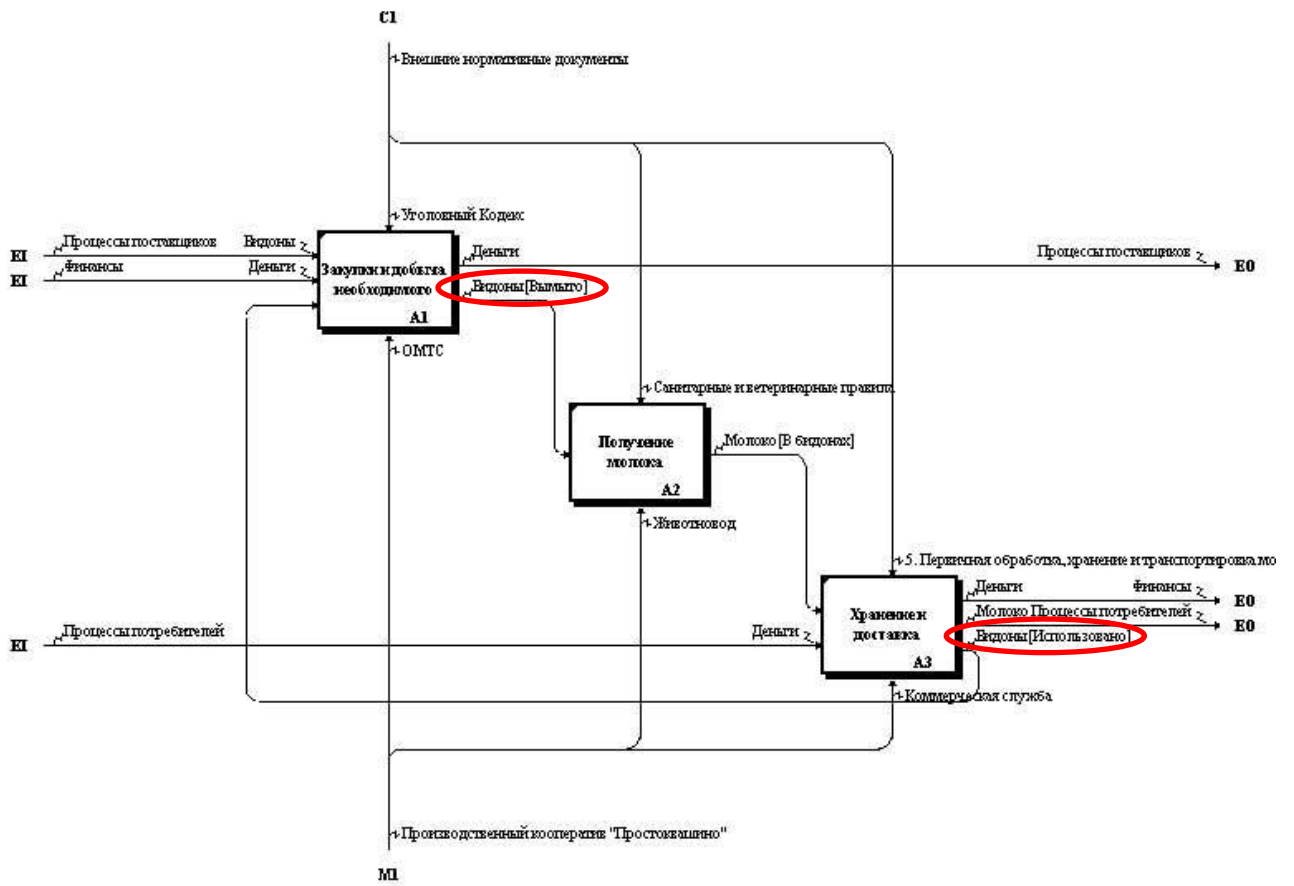 C1
Внешние нормативные документы
Уголовный Кодекс
Процессы поставщиков
Бидоны
EI
Финансы
Деньги
EI
Закупки и добыча
необходимого
A1
Деньги
Процессы поставщиков
E0
Бидоны[Вымыто]
ОМТС
Санитарные и ветеринарные правила
Получение
молока
A2
Молоко [В бидонах]
Животновод
5. Первичная обработка, хранение и транспортировка мо
Процессы потребителей
Деньги
EI
Хранение и
доставка
A3
Деньги
Финансы
E0
Молоко
Процессы потребителей
E0
Бидоны[Использовано]
Коммерческая служба
Производственный кооператив "Простоквашино"
M1